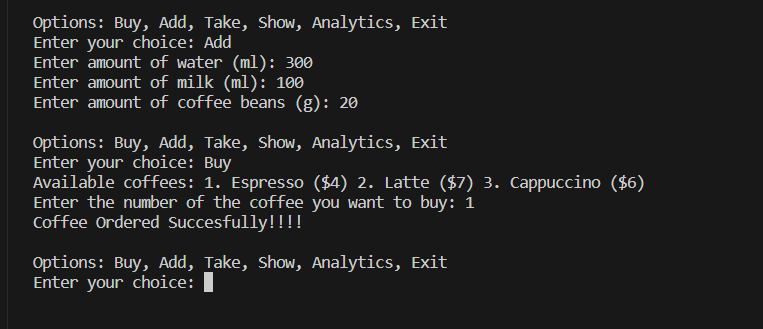 Options: Buy, Add, Take, Show, Analytics, Exit
Enter your choice: Add
Enter amount of water (ml): 300
Enter amount of milk (ml): 100
Enter amount of coffee beans (g): 20
Options: Buy, Add, Take, Show, Analytics, Exit
Enter your choice: Buy
Available coffees: 1. Espresso ($4) 2. Latte ($7) 3. Cappuccino ($6)
Enter the number of the coffee you want to buy: 1
Coffee Ordered Succesfully!!!!
Options: Buy, Add, Take, Show, Analytics, Exit
Enter your choice: